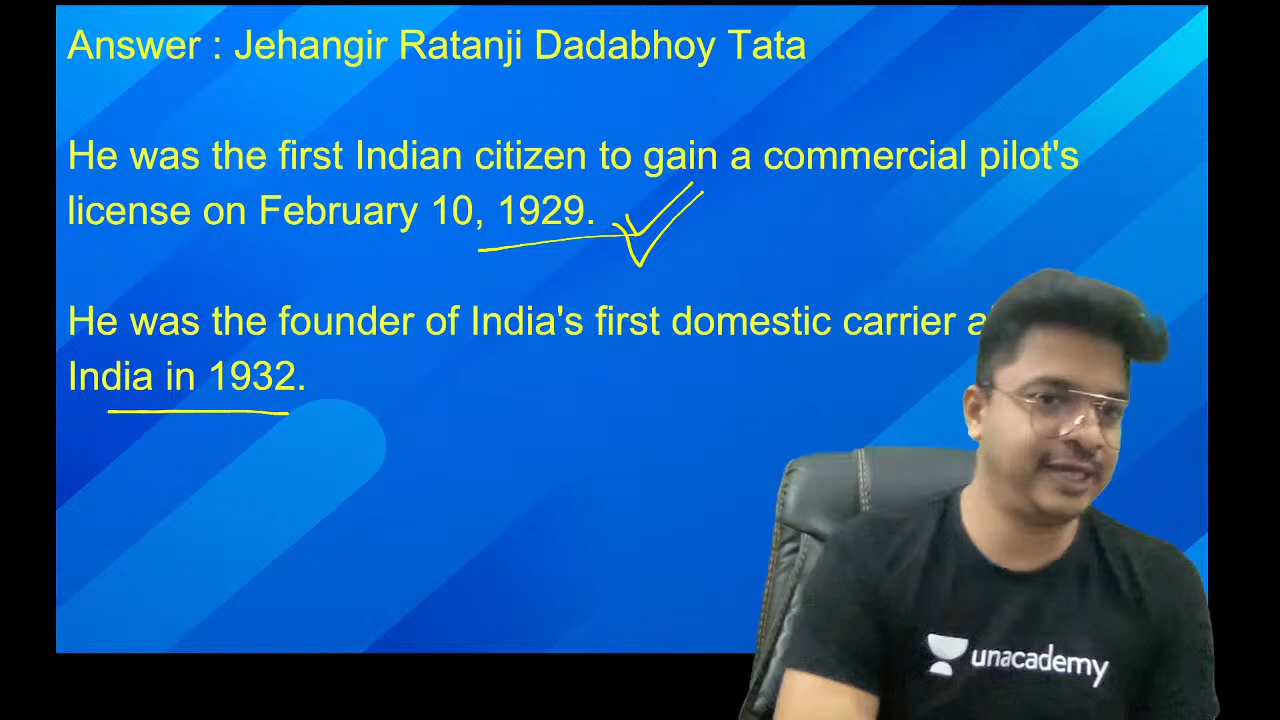 Answer : Jehangir Ratanji Dadabhoy Tata
He was the first Indian citizen to gain a commercial pilot's
license on February 10, 1929.
He was the founder of India's first domestic carrier
India in 1932.
unacademy